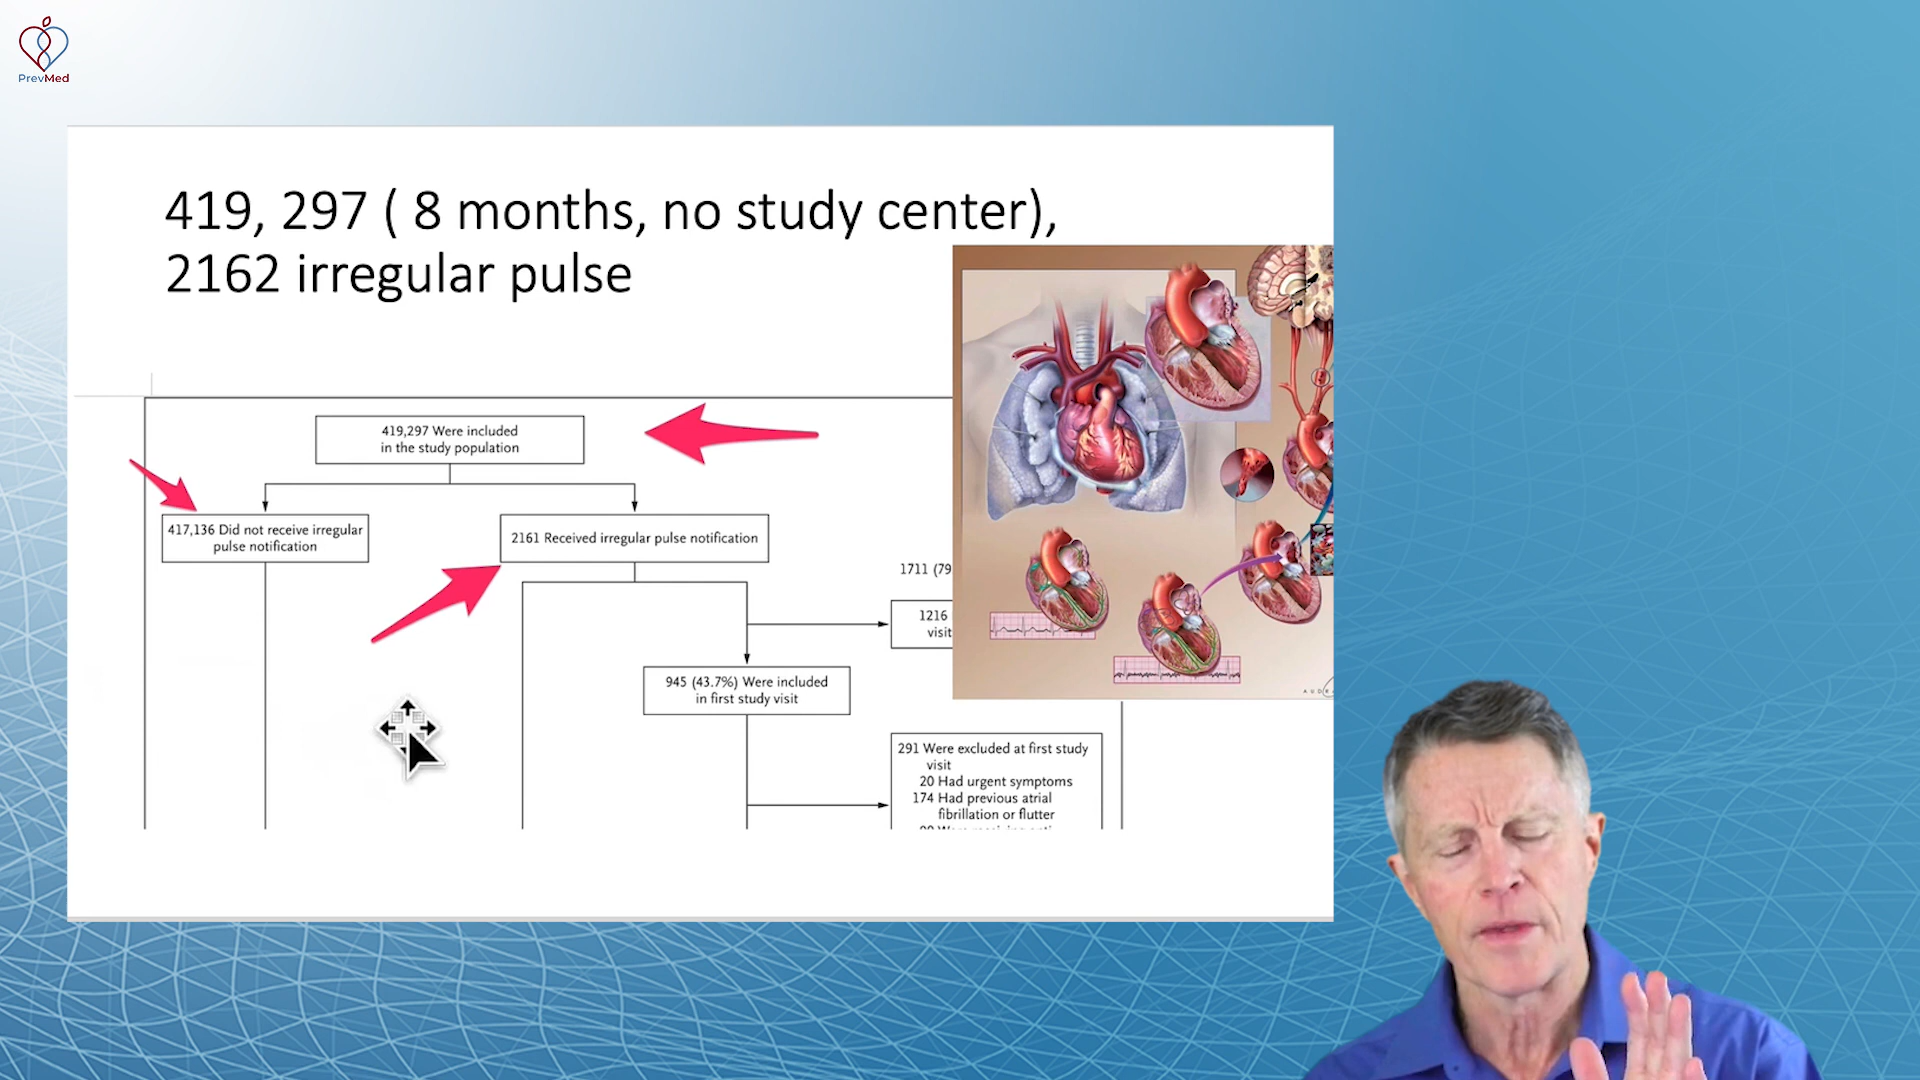 PrevMed
419, 297 ( 8 months, no study center),
2162 irregular pulse
419,297 Were included
in the study population
417,136 Did not receive irregular
pulse notification
2161 Received irregular pulse notification
1711 (79
1216
visit
945 (43.7%) Were included
in first study visit
291 Were excluded at first study
visit
20 Had urgent symptoms
174 Had previous atrial
fibrillation or flutter